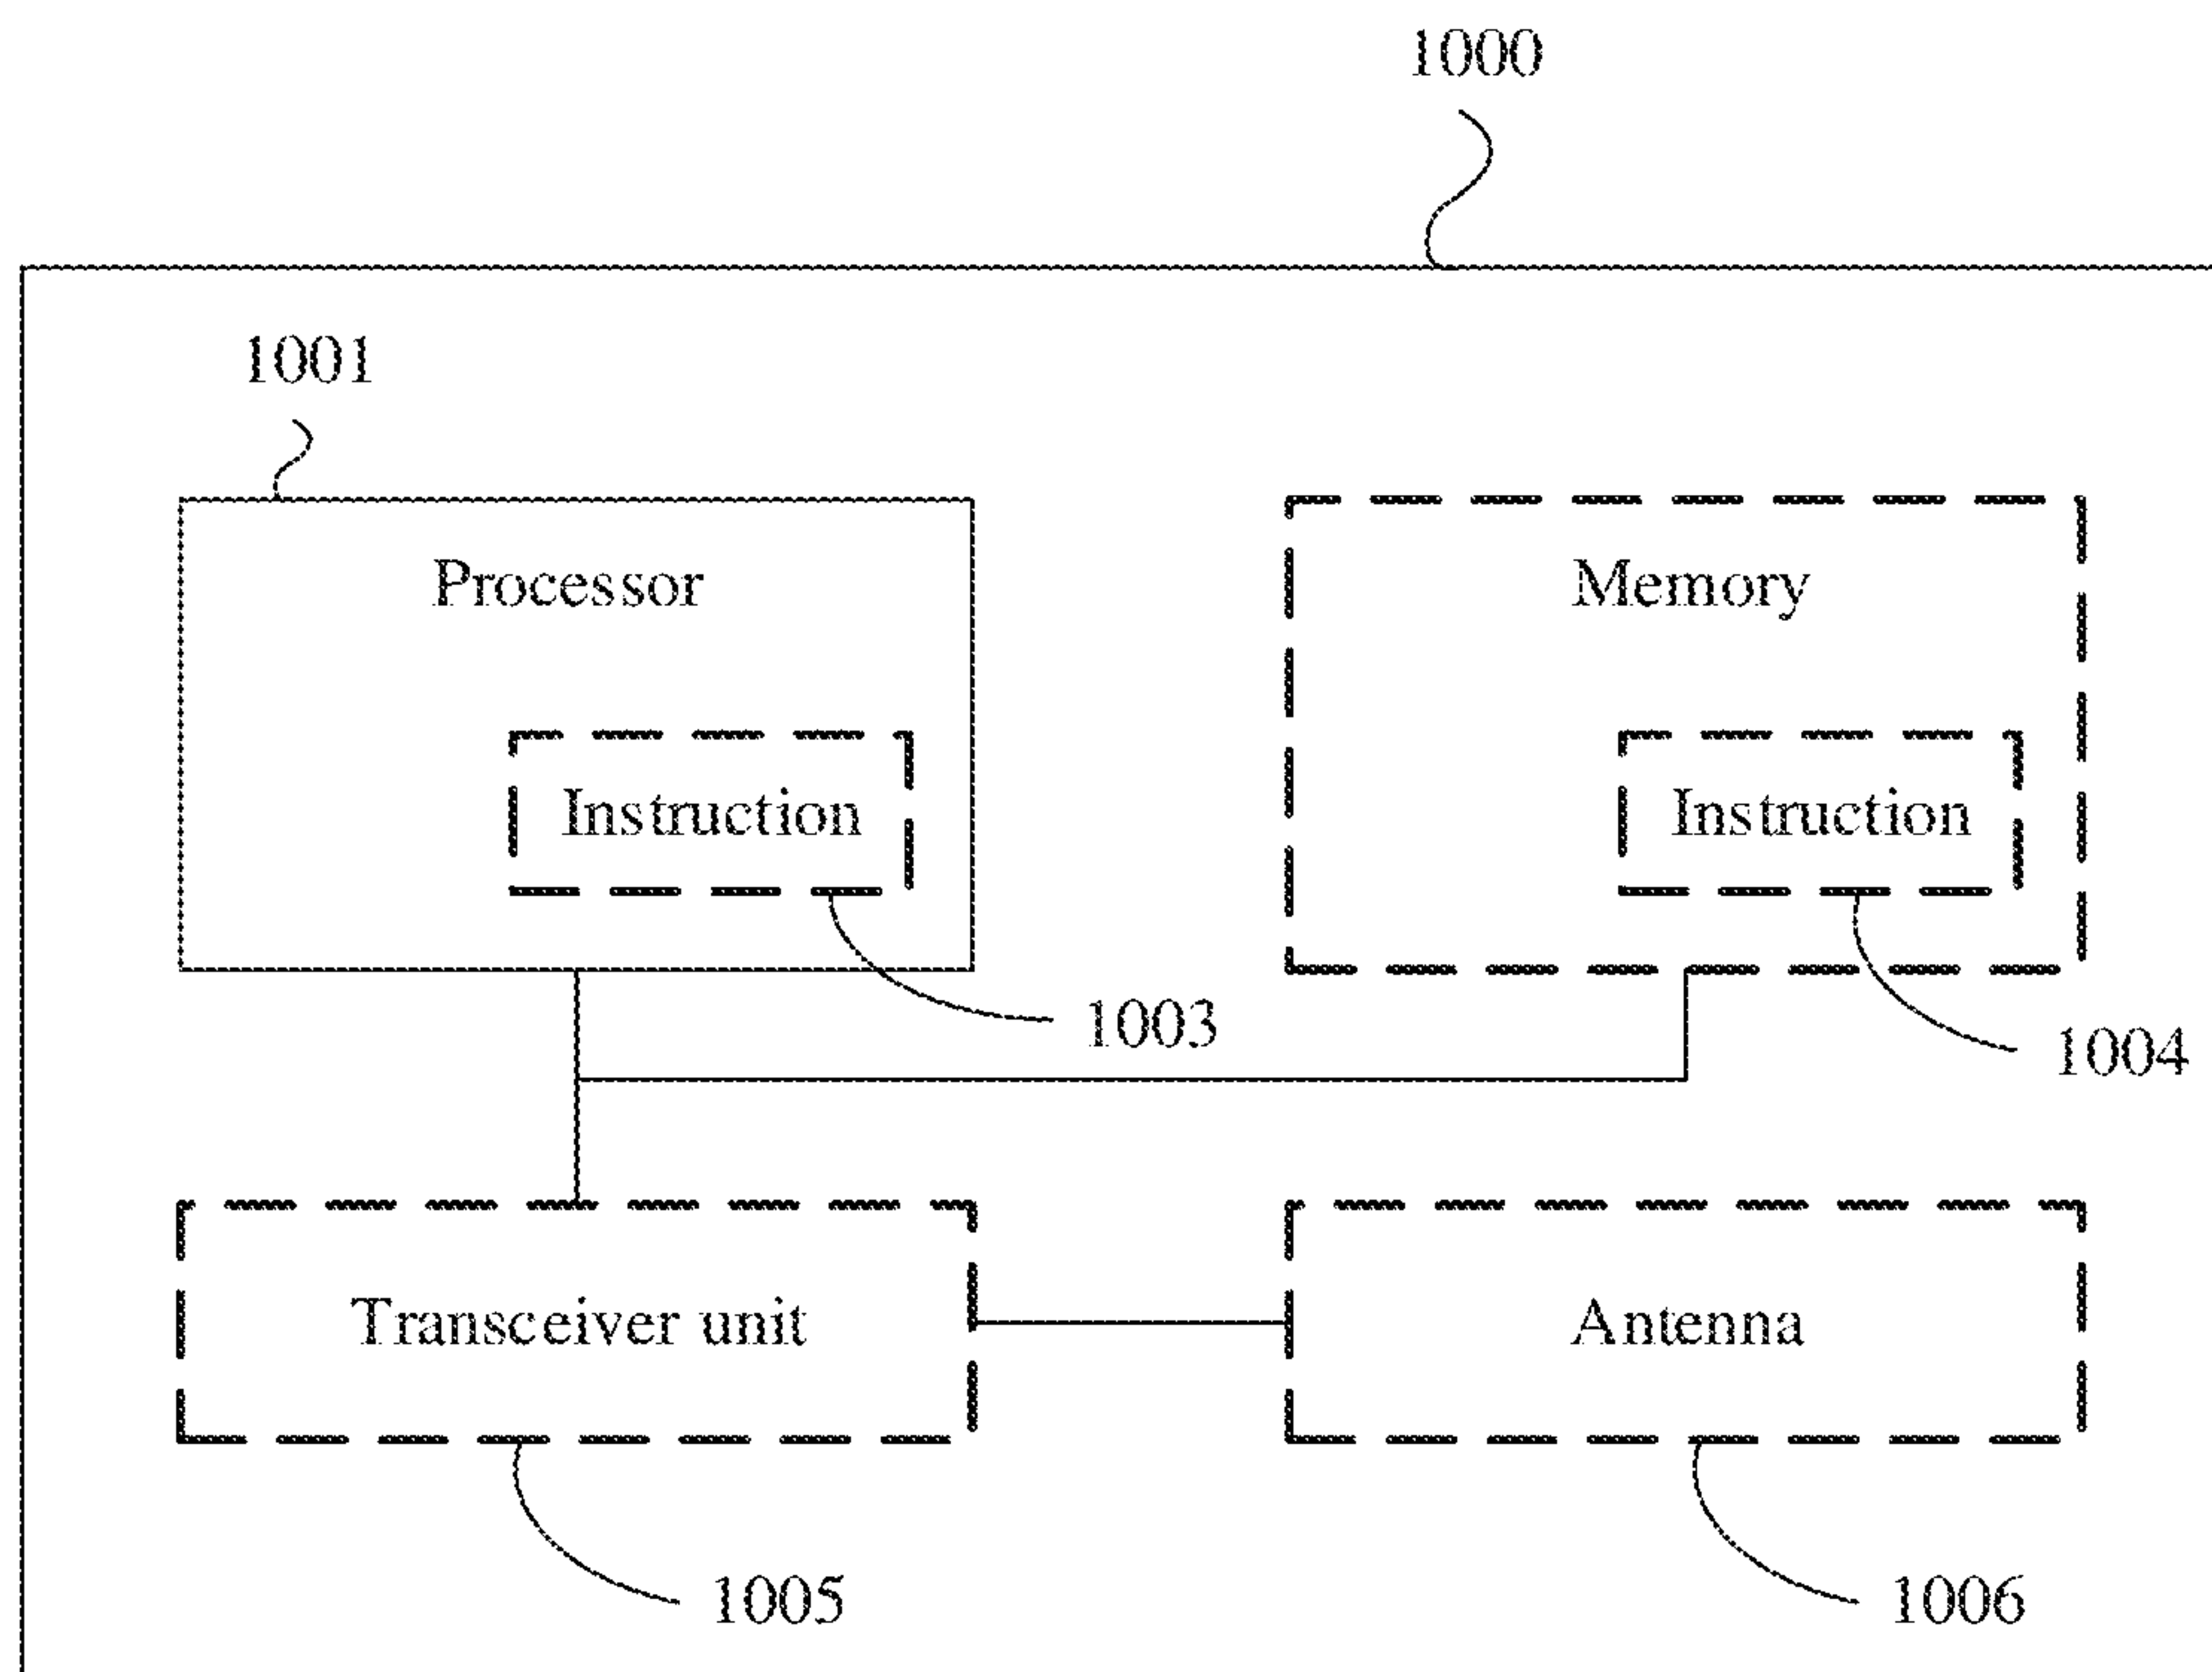 1000
1001
Processor
Memory
Instruction
Instruction
1003
1004
Transceiver unit
Antenna
1005
1006